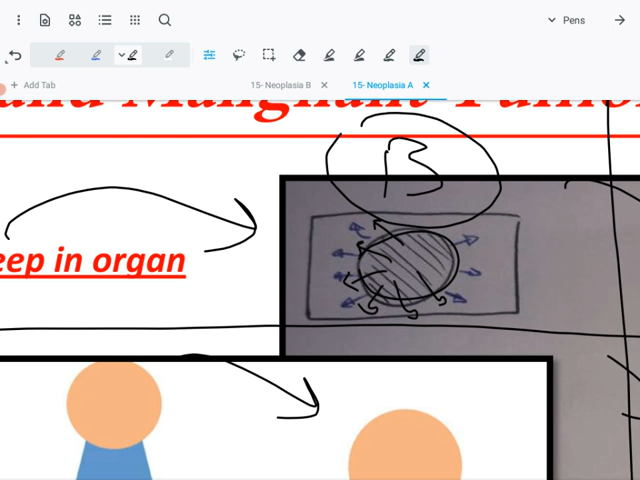 Pens
Add Tab
15- Neoplasia B
15- Neoplasia A
and Malignant Tumo
B
eep in organ